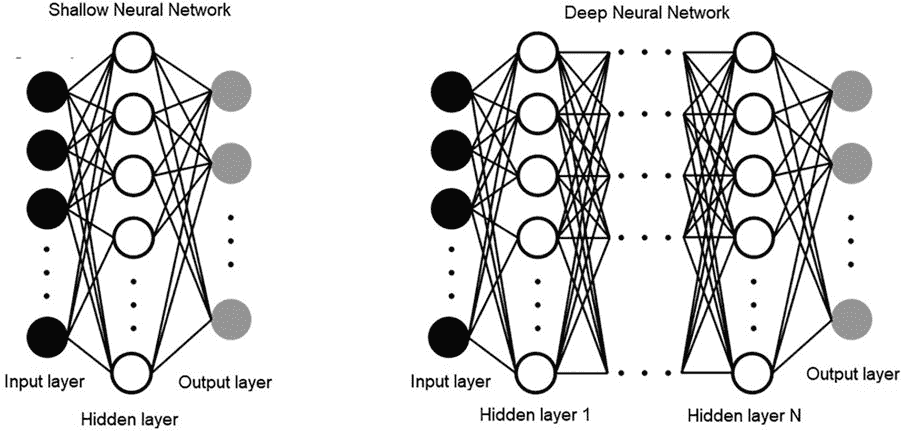 Shallow Neural Network
Input layer
Output layer
Hidden layer
Deep Neural Network
Input layer
Output layer
Hidden layer 1
Hidden layer N